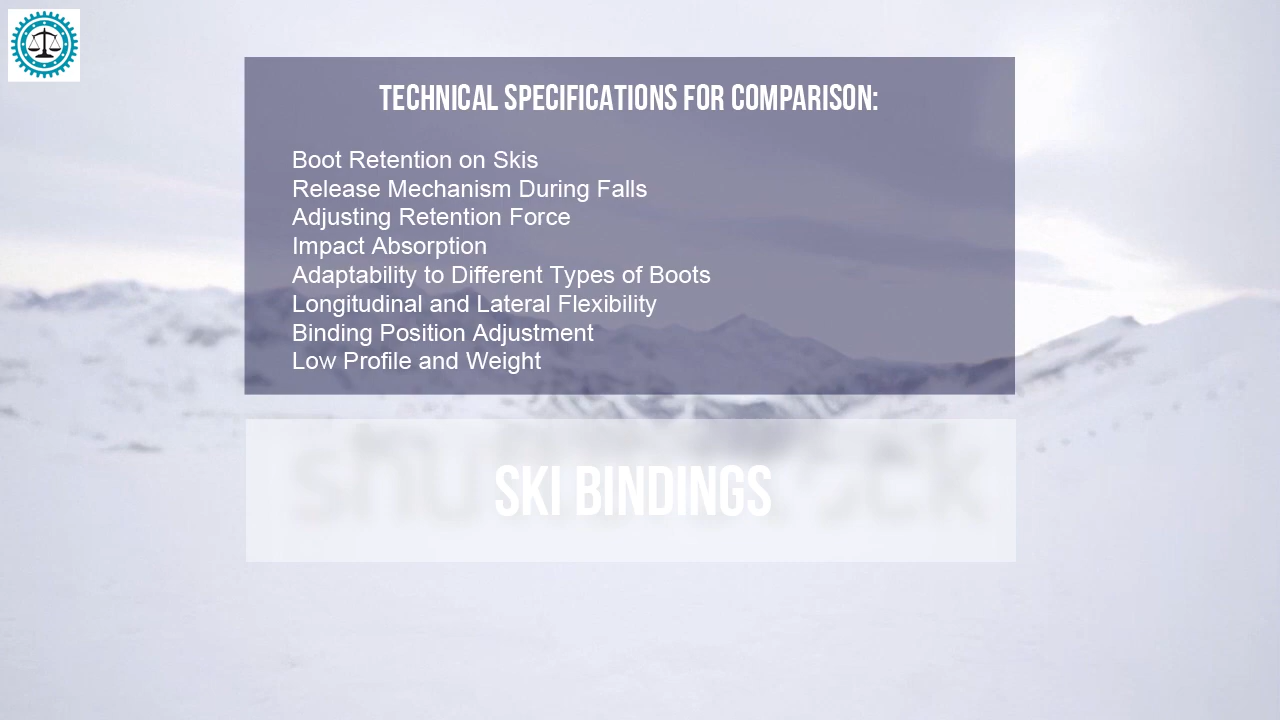 TECHNICAL SPECIFICATIONS FOR COMPARISON:
Boot Retention on Skis
Release Mechanism During Falls
Adjusting Retention Force
Impact Absorption
Adaptability to Different Types of Boots
Longitudinal and Lateral Flexibility
Binding Position Adjustment
Low Profile and Weight
SKI BINDINGS